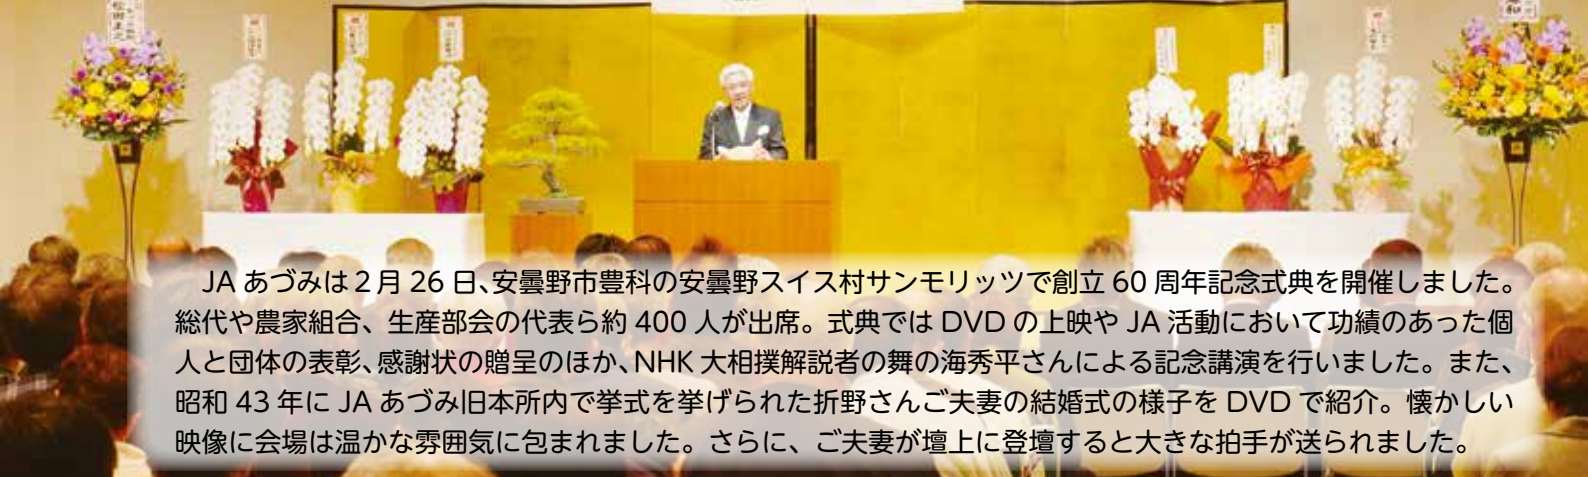 JA あづみは２月 26 日、安曇野市豊科の安曇野スイス村サンモリッツで創立 60 周年記念式典を開催しました。
総代や農家組合、生産部会の代表ら約 400 人が出席。式典では DVD の上映や JA 活動において功績のあった個
人と団体の表彰、感謝状の贈呈のほか、NHK 大相撲解説者の舞の海秀平さんによる記念講演を行いました。また、
昭和 43 年に JA あづみ旧本所内で挙式を挙げられた折野さんご夫妻の結婚式の様子を DVD で紹介。懐かしい
映像に会場は温かな雰囲気に包まれました。さらに、ご夫妻が壇上に登壇すると大きな拍手が送られました。